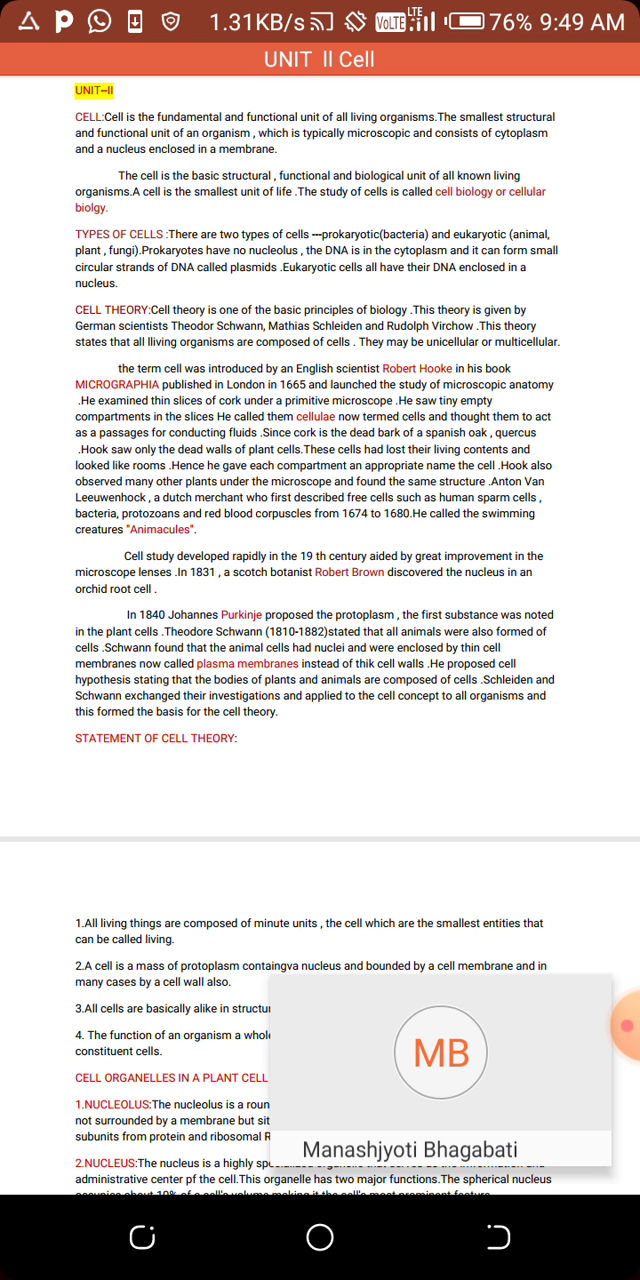 1.31KB/s VoLTE LTE 76% 9:49 AM
UNIT ll Cell
UNIT--II
CELL:Cell is the fundamental and functional unit of all living organisms.The smallest structural
and functional unit of an organism , which is typically microscopic and consists of cytoplasm
and a nucleus enclosed in a membrane.
The cell is the basic structural , functional and biological unit of all known living
organisms.A cell is the smallest unit of life .The study of cells is called cell biology or cellular
biolgy.
TYPES OF CELLS :There are two types of cells ---prokaryotic(bacteria) and eukaryotic (animal,
plant , fungi).Prokaryotes have no nucleolus , the DNA is in the cytoplasm and it can form small
circular strands of DNA called plasmids .Eukaryotic cells all have their DNA enclosed in a
nucleus.
CELL THEORY:Cell theory is one of the basic principles of biology .This theory is given by
German scientists Theodor Schwann, Mathias Schleiden and Rudolph Virchow .This theory
states that all lliving organisms are composed of cells . They may be unicellular or multicellular.
the term cell was introduced by an English scientist Robert Hooke in his book
MICROGRAPHIA published in London in 1665 and launched the study of microscopic anatomy
.He examined thin slices of cork under a primitive microscope .He saw tiny empty
compartments in the slices He called them cellulae now termed cells and thought them to act
as a passages for conducting fluids .Since cork is the dead bark of a spanish oak , quercus
.Hook saw only the dead walls of plant cells.These cells had lost their living contents and
looked like rooms .Hence he gave each compartment an appropriate name the cell .Hook also
observed many other plants under the microscope and found the same structure .Anton Van
Leeuwenhock , a dutch merchant who first described free cells such as human sparm cells ,
bacteria, protozoans and red blood corpuscles from 1674 to 1680.He called the swimming
creatures "Animacules".
Cell study developed rapidly in the 19 th century aided by great improvement in the
microscope lenses .In 1831 , a scotch botanist Robert Brown discovered the nucleus in an
orchid root cell .
In 1840 Johannes Purkinje proposed the protoplasm , the first substance was noted
in the plant cells .Theodore Schwann (1810-1882)stated that all animals were also formed of
cells .Schwann found that the animal cells had nuclei and were enclosed by thin cell
membranes now called plasma membranes instead of thik cell walls .He proposed cell
hypothesis stating that the bodies of plants and animals are composed of cells .Schleiden and
Schwann exchanged their investigations and applied to the cell concept to all organisms and
this formed the basis for the cell theory.
STATEMENT OF CELL THEORY:
1.All living things are composed of minute units , the cell which are the smallest entities that
can be called living.
2.A cell is a mass of protoplasm containgva nucleus and bounded by a cell membrane and in
many cases by a cell wall also.
3.All cells are basically alike in
4. The function of an organism a
constituent cells.
CELL ORGANELLES IN A PLANT CELL
1.NUCLEOLUS:The nucleolus is a
not surrounded by a membrane but
subunits from protein and ribosomal
MB
Manashjyoti Bhagabati
2.NUCLEUS:The nucleus is a highly
administrative center pf the cell.This organelle has two major functions.The spherical nucleus
occupies about 10% of a cell's volume making it the cell's most prominent feature